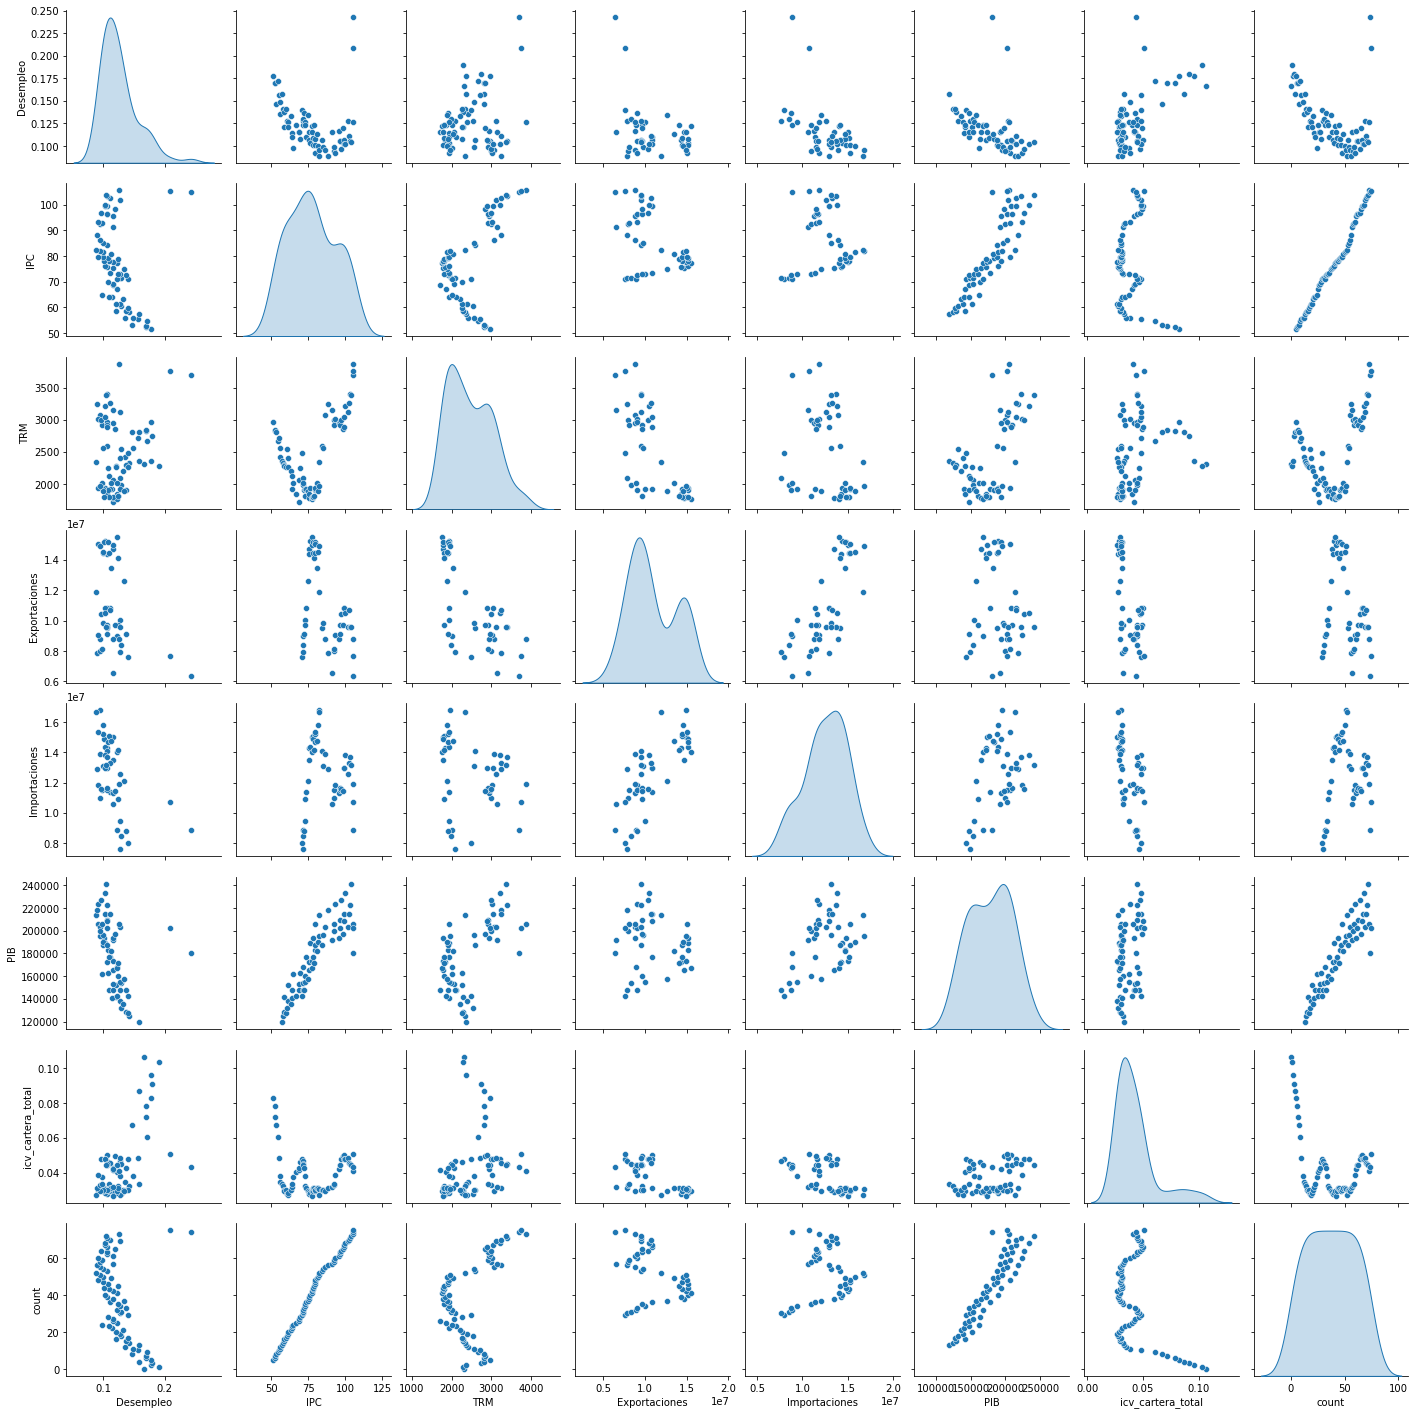 0.250
0.225
0.200
0.175
0.150
0.125
0.100
Desempleo
100
90
80
70
60
50
IPC
3500
3000
2500
2000
TRM
1e7
1.4
1.2
1.0
0.8
0.6
Exportaciones
1e7
1.6
1.4
1.2
1.0
0.8
Importaciones
240000
220000
200000
180000
160000
140000
120000
PIB
0.10
0.08
0.06
0.04
icv_cartera_total
60
40
20
0
count
0.1 0.2
Desempleo
50 75 100 125
IPC
1000 2000 3000 4000
TRM
0.5 1.0 1.5 2.0
1e7
Exportaciones
0.5 1.0 1.5 2.0
1e7
Importaciones
100000 150000 200000 250000
PIB
0.00 0.05 0.10
icv_cartera_total
0 50 100
count